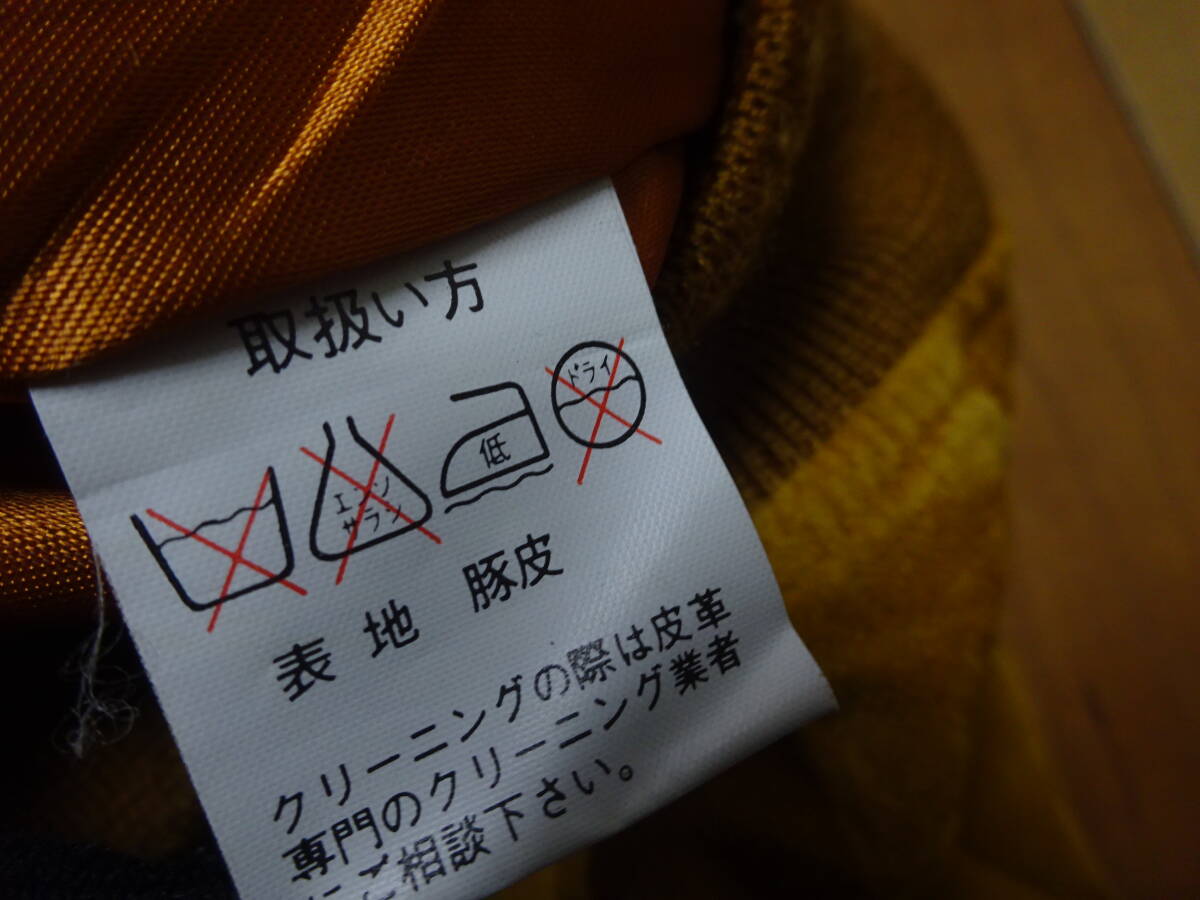 取扱い方
エンソ
サラシ
低
ドライ
表地 豚皮
クリーニングの際は皮革
専門のクリーニング業者
にご相談下さい。